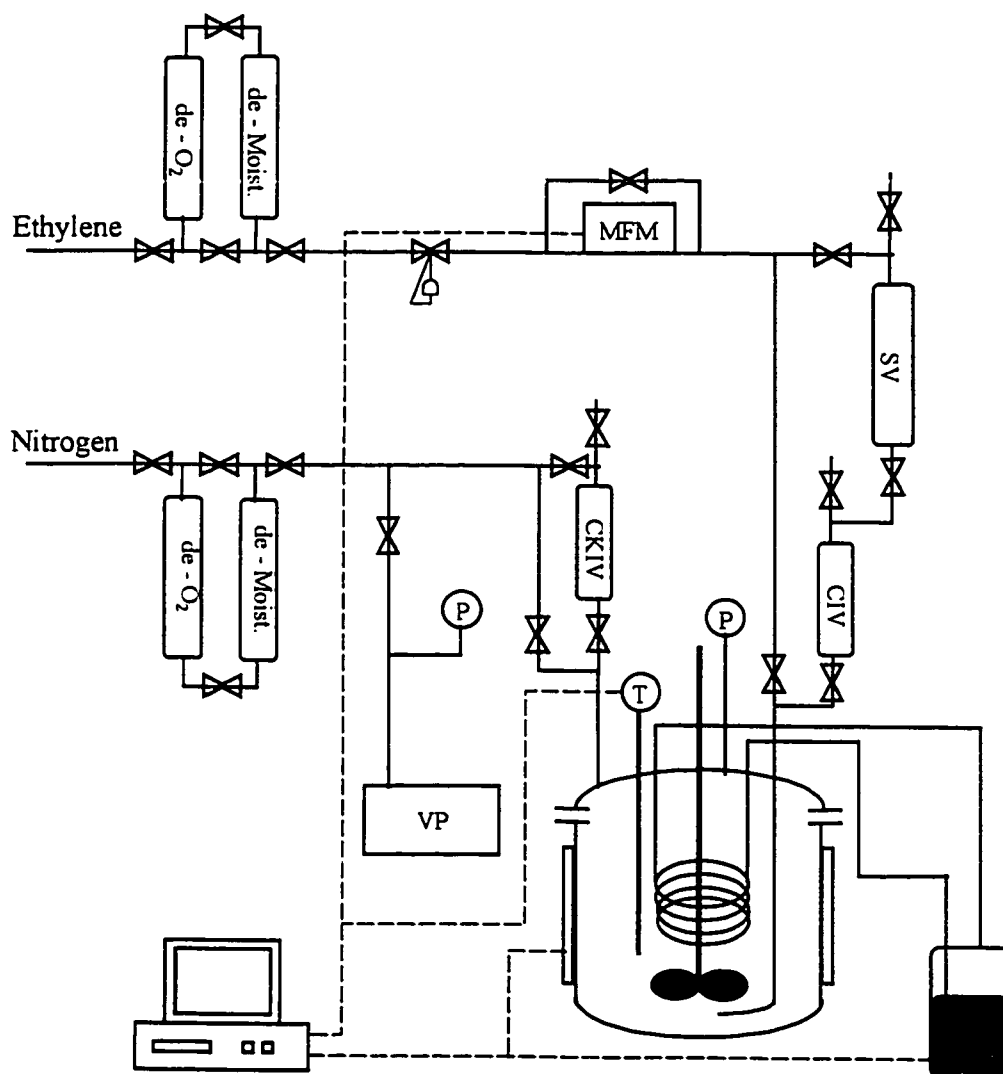 de - O2
de - Moist.
Ethylene
MFM
SV
Nitrogen
CKIV
de - O2
de - Moist.
CIV
P
P
T
VP